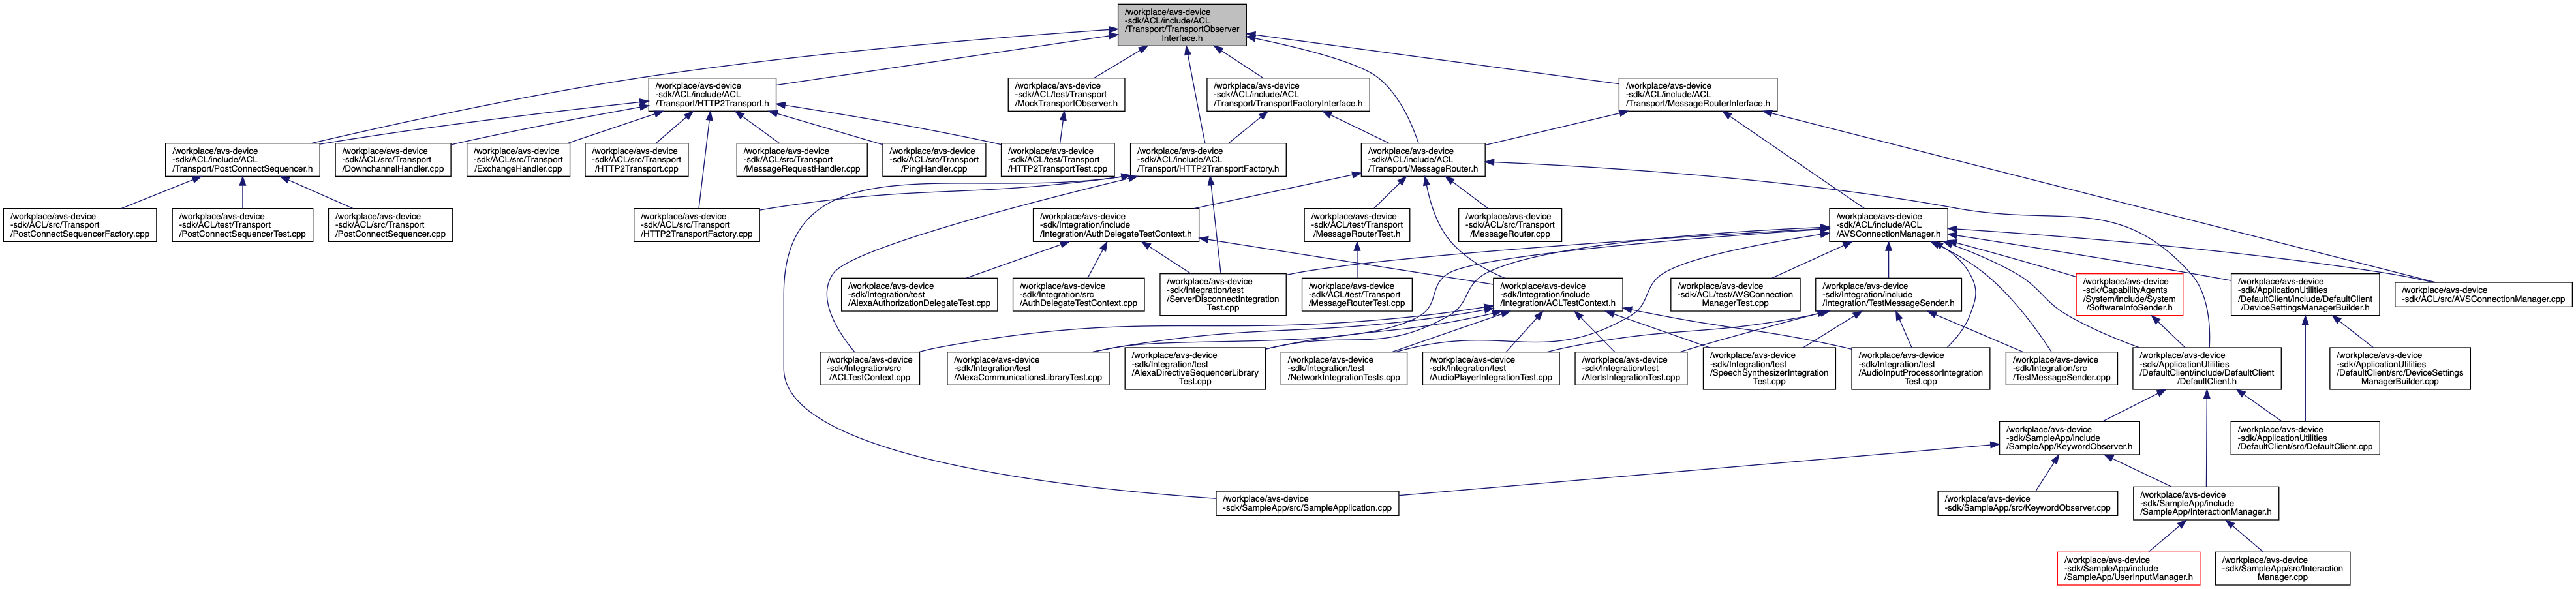 /workplace/avs-device
-sdk/ACL/include/ACL
/Transport/TransportObserver
Interface.h
/workplace/avs-device
-sdk/ACL/include/ACL
/Transport/HTTP2Transport.h
/workplace/avs-device
-sdk/ACL/test/Transport
/MockTransportObserver.h
/workplace/avs-device
-sdk/ACL/include/ACL
/Transport/TransportFactoryInterface.h
/workplace/avs-device
-sdk/ACL/include/ACL
/Transport/MessageRouterInterface.h
/workplace/avs-device
-sdk/ACL/include/ACL
/Transport/PostConnectSequencer.h
/workplace/avs-device
-sdk/ACL/src/Transport
/DownchannelHandler.cpp
/workplace/avs-device
-sdk/ACL/src/Transport
/ExchangeHandler.cpp
/workplace/avs-device
-sdk/ACL/src/Transport
/HTTP2Transport.cpp
/workplace/avs-device
-sdk/ACL/src/Transport
/MessageRequestHandler.cpp
/workplace/avs-device
-sdk/ACL/src/Transport
/PingHandler.cpp
/workplace/avs-device
-sdk/ACL/test/Transport
/HTTP2TransportTest.cpp
/workplace/avs-device
-sdk/ACL/include/ACL
/Transport/HTTP2TransportFactory.h
/workplace/avs-device
-sdk/ACL/include/ACL
/Transport/MessageRouter.h
/workplace/avs-device
-sdk/ACL/src/Transport
/PostConnectSequencerFactory.cpp
/workplace/avs-device
-sdk/ACL/test/Transport
/PostConnectSequencerTest.cpp
/workplace/avs-device
-sdk/ACL/src/Transport
/PostConnectSequencer.cpp
/workplace/avs-device
-sdk/ACL/src/Transport
/HTTP2TransportFactory.cpp
/workplace/avs-device
-sdk/Integration/include
/Integration/AuthDelegateTestContext.h
/workplace/avs-device
-sdk/ACL/test/Transport
/MessageRouterTest.h
/workplace/avs-device
-sdk/ACL/src/Transport
/MessageRouter.cpp
/workplace/avs-device
-sdk/ACL/include/ACL
/AVSConnectionManager.h
/workplace/avs-device
-sdk/Integration/test
/AlexaAuthorizationDelegateTest.cpp
/workplace/avs-device
-sdk/Integration/src
/AuthDelegateTestContext.cpp
/workplace/avs-device
-sdk/Integration/test
/ServerDisconnectIntegration
Test.cpp
/workplace/avs-device
-sdk/ACL/test/Transport
/MessageRouterTest.cpp
/workplace/avs-device
-sdk/Integration/include
/Integration/ACLTestContext.h
/workplace/avs-device
-sdk/ACL/test/AVSConnection
ManagerTest.cpp
/workplace/avs-device
-sdk/Integration/include
/Integration/TestMessageSender.h
/workplace/avs-device
-sdk/CapabilityAgents
/System/include/System
/SoftwareInfoSender.h
/workplace/avs-device
-sdk/ApplicationUtilities
/DefaultClient/include/DefaultClient
/DeviceSettingsManagerBuilder.h
/workplace/avs-device
-sdk/ACL/src/AVSConnectionManager.cpp
/workplace/avs-device
-sdk/Integration/src
/ACLTestContext.cpp
/workplace/avs-device
-sdk/Integration/test
/AlexaCommunicationsLibraryTest.cpp
/workplace/avs-device
-sdk/Integration/test
/AlexaDirectiveSequencerLibrary
Test.cpp
/workplace/avs-device
-sdk/Integration/test
/NetworkIntegrationTests.cpp
/workplace/avs-device
-sdk/Integration/test
/AudioPlayerIntegrationTest.cpp
/workplace/avs-device
-sdk/Integration/test
/AlertsIntegrationTest.cpp
/workplace/avs-device
-sdk/Integration/test
/SpeechSynthesizerIntegration
Test.cpp
/workplace/avs-device
-sdk/Integration/test
/AudioInputProcessorIntegration
Test.cpp
/workplace/avs-device
-sdk/Integration/src
/TestMessageSender.cpp
/workplace/avs-device
-sdk/ApplicationUtilities
/DefaultClient/include/DefaultClient
/DefaultClient.h
/workplace/avs-device
-sdk/ApplicationUtilities
/DefaultClient/src/DeviceSettings
ManagerBuilder.cpp
/workplace/avs-device
-sdk/SampleApp/include
/SampleApp/KeywordObserver.h
/workplace/avs-device
-sdk/ApplicationUtilities
/DefaultClient/src/DefaultClient.cpp
/workplace/avs-device
-sdk/SampleApp/src/SampleApplication.cpp
/workplace/avs-device
-sdk/SampleApp/src/KeywordObserver.cpp
/workplace/avs-device
-sdk/SampleApp/include
/SampleApp/InteractionManager.h
/workplace/avs-device
-sdk/SampleApp/include
/SampleApp/UserInputManager.h
/workplace/avs-device
-sdk/SampleApp/src/Interaction
Manager.cpp